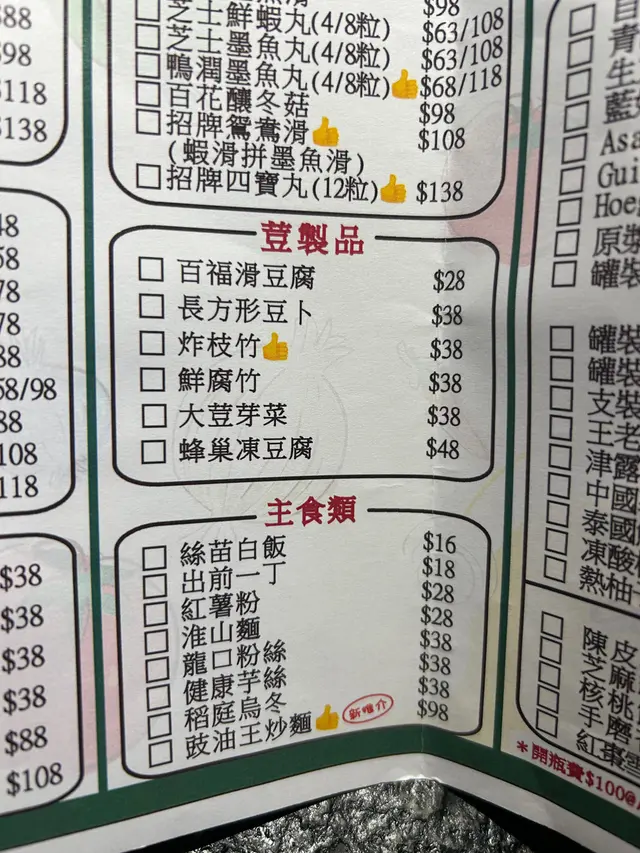 $88
$98
$118
$138
48
58
78
78
88
58/98
88
108
118
$38
$38
$38
$38
$88
$108
$98
芝士鮮蝦丸(4/8粒) $63/108
芝士墨魚丸(4/8粒) $63/108
鴨潤墨魚丸(4/8粒)👍 $68/118
百花釀冬菇 $98
招牌鴛鴦滑👍 $108
(蝦滑拼墨魚滑)
招牌四寶丸(12粒)👍 $138
荳製品
百福滑豆腐 $28
長方形豆卜 $38
炸枝竹👍 $38
鮮腐竹 $38
大荳芽菜 $38
蜂巢凍豆腐 $48
主食類
絲苗白飯 $16
出前一丁 $18
紅薯粉 $28
淮山麵 $28
龍口粉絲 $38
健康芋絲 $38
稻庭烏冬 $38
豉油王炒麵👍 新推介 $98
青
生
藍
Asa
Gui
Hoeg
原漿
罐裝
罐裝
罐裝
支裝
王老
津露
中國
泰國
凍酸
熱柚
陳皮
芝麻
核桃
手磨
紅棗雪
*開瓶費$100@